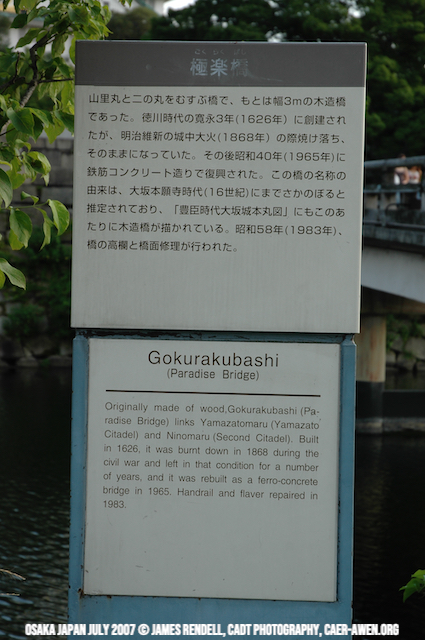 ごくらくばし
極楽橋
山里丸と二の丸をむすぶ橋で、もとは幅3mの木造橋
であった。徳川時代の寛永3年(1626年)に創建され
たが、明治維新の城中大火(1868年)の際焼け落ち、
そのままになっていた。その後昭和40年(1965年)に
鉄筋コンクリート造りで復興された。この橋の名称の
由来は、大坂本願寺時代(16世紀)にまでさかのぼると
推定されており、「豊臣時代大坂城本丸図」にもこのあ
たりに木造橋が描かれている。昭和58年(1983年)、
橋の高欄と橋面修理が行われた。
Gokurakubashi
(Paradise Bridge)
Originally made of wood,Gokurakubashi (Pa-
radise Bridge) links Yamazatomaru (Yamazato
Citadel) and Ninomaru (Second Citadel). Built
in 1626, it was burnt down in 1868 during the
civil war and left in that condition for a number
of years, and it was rebuilt as a ferro-concrete
bridge in 1965. Handrail and flaver repaired in
1983.
OSAKA JAPAN JULY 2007 © JAMES RENDELL, CADT PHOTOGRAPHY, CAER-AWEN.ORG